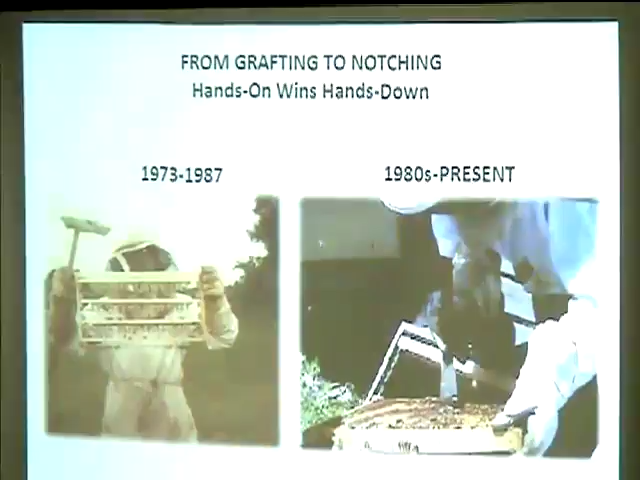 FROM GRAFTING TO NOTCHING
Hands-On Wins Hands-Down
1973-1987
1980s-PRESENT